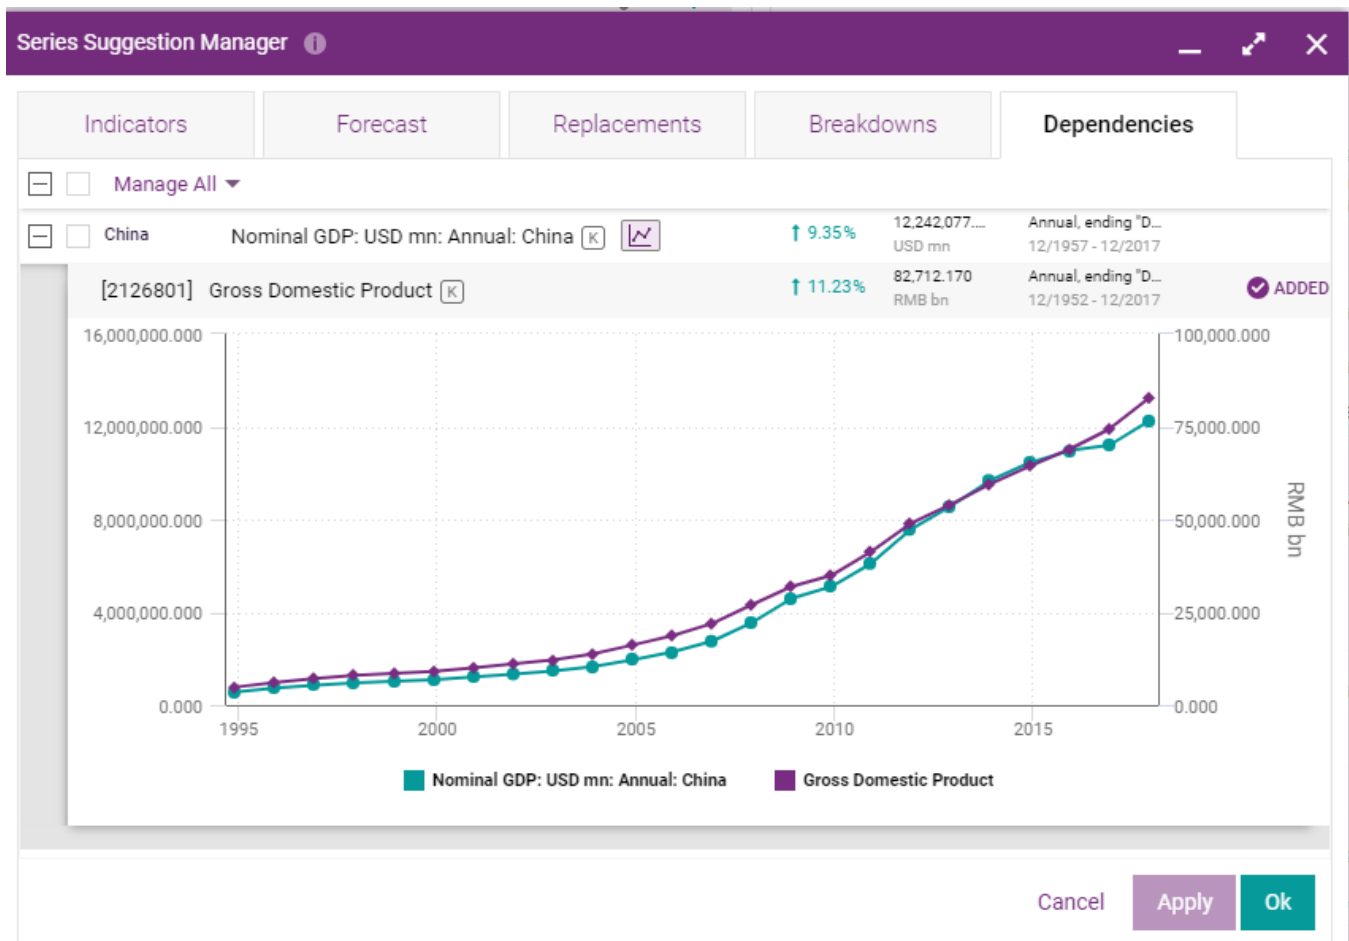 Series Suggestion Manager i
Indicators Forecast Replacements Breakdowns Dependencies
Manage All
China Nominal GDP: USD mn: Annual: China K 9.35% 12,242,077.... USD mn Annual, ending "D... 12/1957 - 12/2017
[2126801] Gross Domestic Product K 11.23% 82,712.170 RMB bn Annual, ending "D... 12/1952 - 12/2017 ADDED
16,000,000.000 100,000.000
12,000,000.000 75,000.000
8,000,000.000 50,000.000
RMB bn
4,000,000.000 25,000.000
0.000 0.000
1995 2000 2005 2010 2015
Nominal GDP: USD mn: Annual: China Gross Domestic Product
Cancel Apply Ok